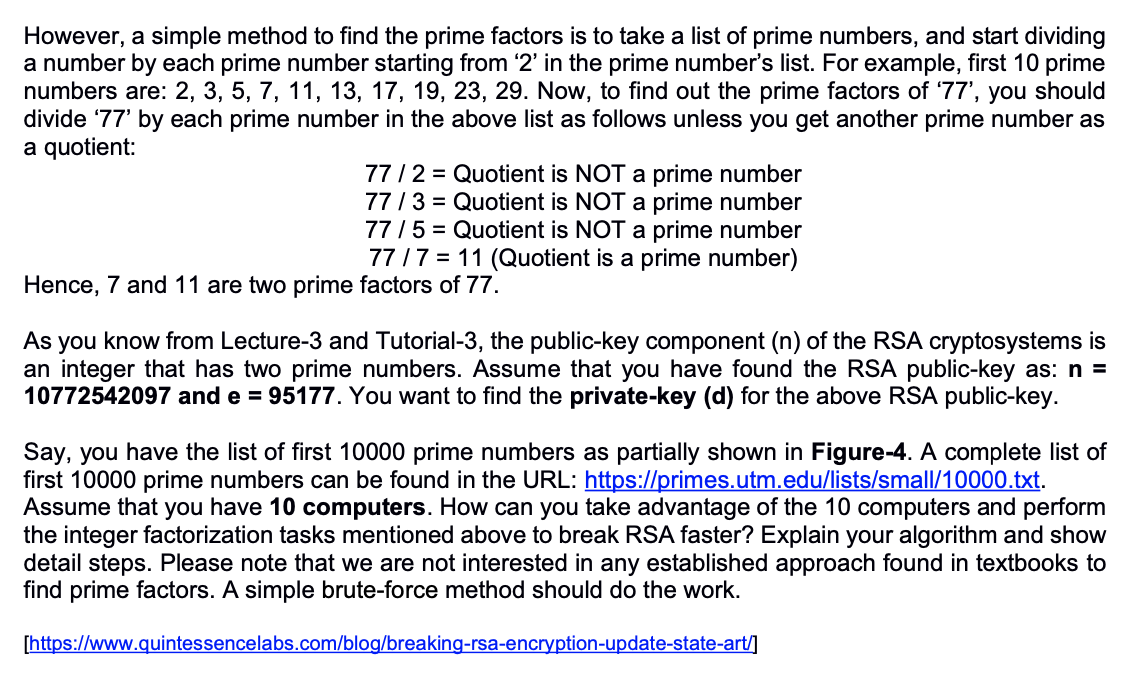 However, a simple method to find the prime factors is to take a list of prime numbers, and start dividing
a number by each prime number starting from ‘2’ in the prime number’s list. For example, first 10 prime
numbers are: 2, 3, 5, 7, 11, 13, 17, 19, 23, 29. Now, to find out the prime factors of ‘77’, you should
divide ‘77’ by each prime number in the above list as follows unless you get another prime number as
a quotient:
77 / 2 = Quotient is NOT a prime number
77 / 3 = Quotient is NOT a prime number
77 / 5 = Quotient is NOT a prime number
77 / 7 = 11 (Quotient is a prime number)
Hence, 7 and 11 are two prime factors of 77.
As you know from Lecture-3 and Tutorial-3, the public-key component (n) of the RSA cryptosystems is
an integer that has two prime numbers. Assume that you have found the RSA public-key as: n =
10772542097 and e = 95177. You want to find the private-key (d) for the above RSA public-key.
Say, you have the list of first 10000 prime numbers as partially shown in Figure-4. A complete list of
first 10000 prime numbers can be found in the URL: https://primes.utm.edu/lists/small/10000.txt.
Assume that you have 10 computers. How can you take advantage of the 10 computers and perform
the integer factorization tasks mentioned above to break RSA faster? Explain your algorithm and show
detail steps. Please note that we are not interested in any established approach found in textbooks to
find prime factors. A simple brute-force method should do the work.
[https://www.quintessencelabs.com/blog/breaking-rsa-encryption-update-state-art/]